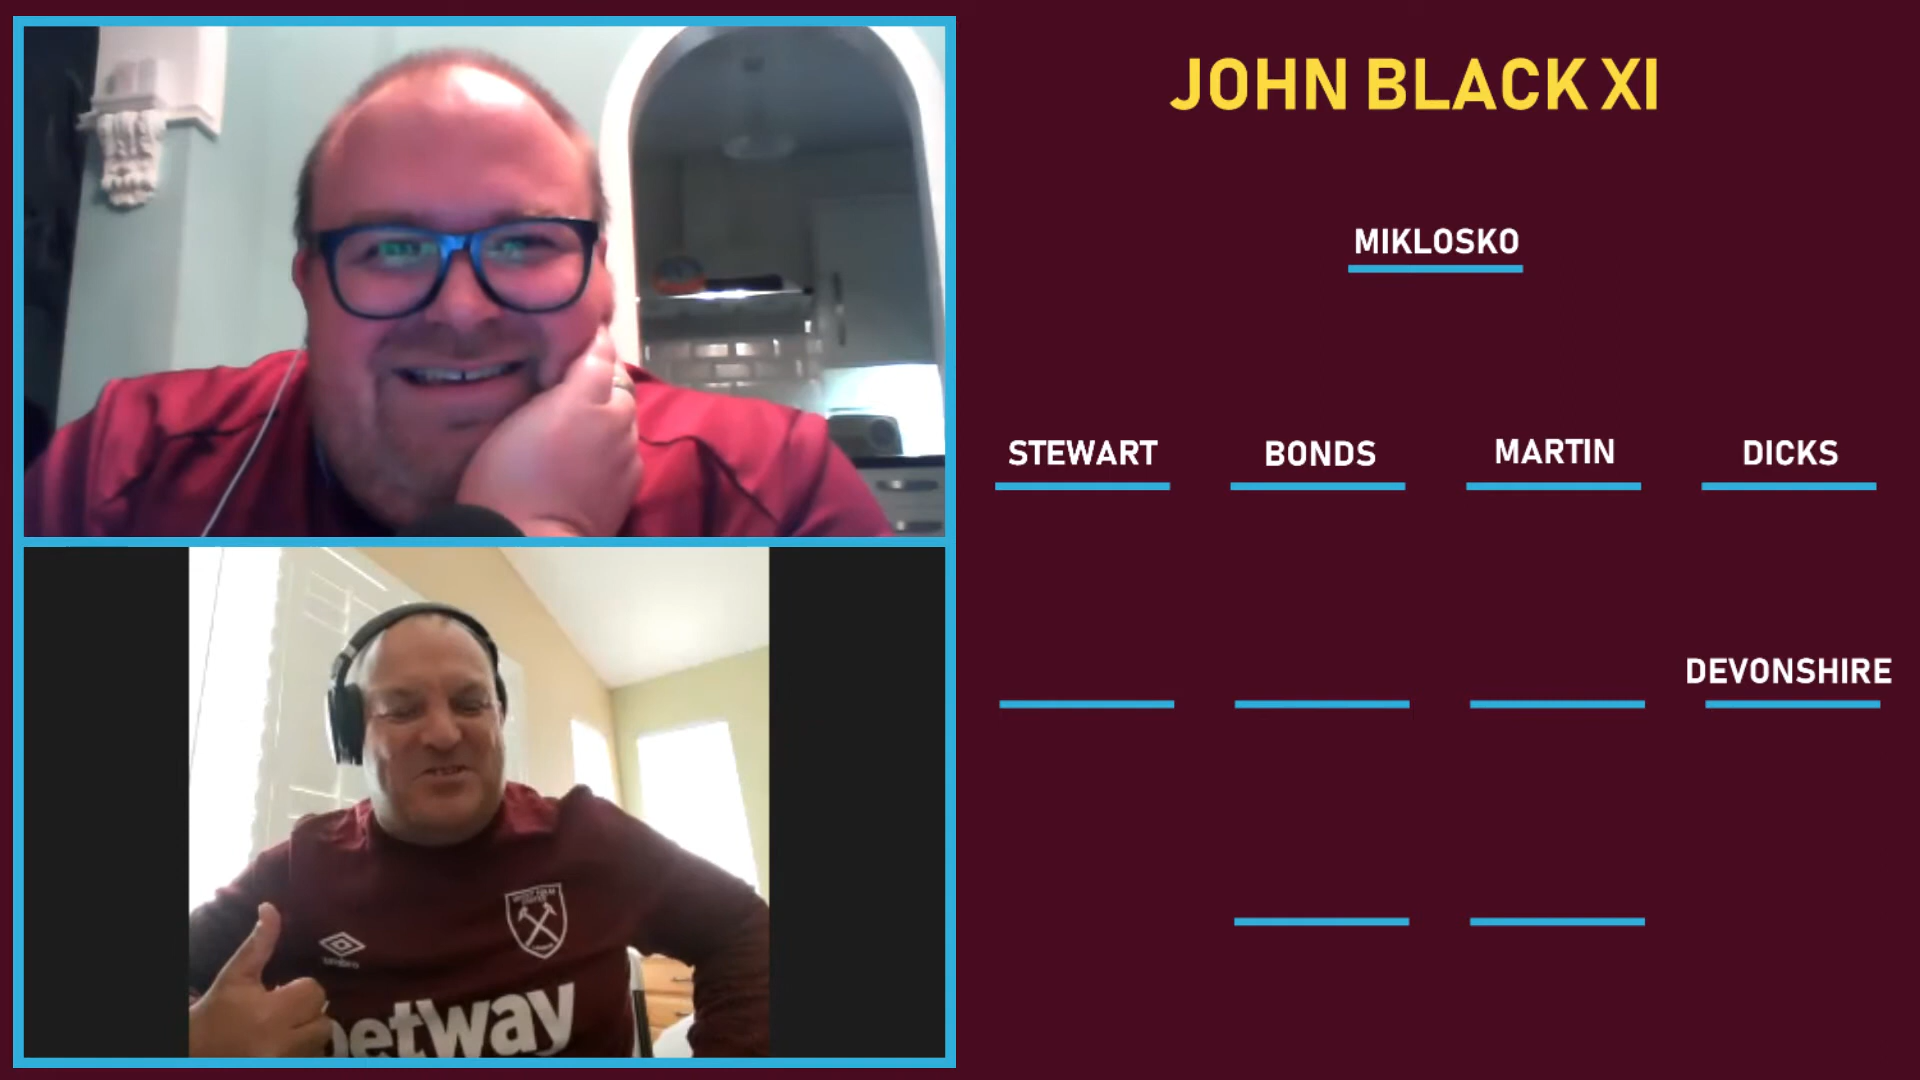 JOHN BLACK XI
MIKLOSKO
STEWART BONDS MARTIN DICKS
DEVONSHIRE
umbro
betway